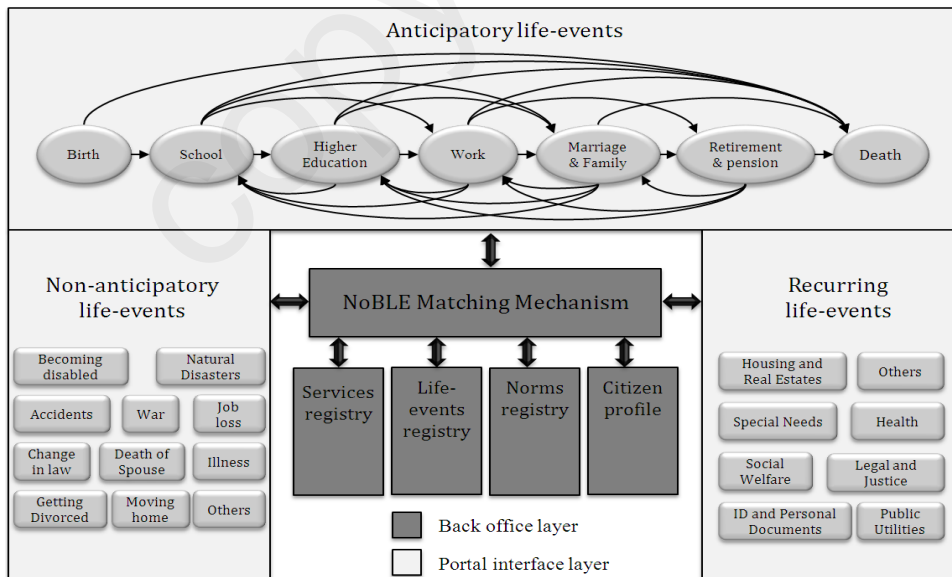 Anticipatory life-events
Birth
School
Higher
Education
Work
Marriage
& Family
Retirement
& pension
Death
Non-anticipatory
life-events
Becoming
disabled
Natural
Disasters
Accidents
War
Job
loss
Change
in law
Death of
Spouse
Illness
Getting
Divorced
Moving
home
Others
NoBLE Matching Mechanism
Services
registry
Life-
events
registry
Norms
registry
Citizen
profile
Back office layer
Portal interface layer
Recurring
life-events
Housing and
Real Estates
Others
Special Needs
Health
Social
Welfare
Legal and
Justice
ID and Personal
Documents
Public
Utilities
copy